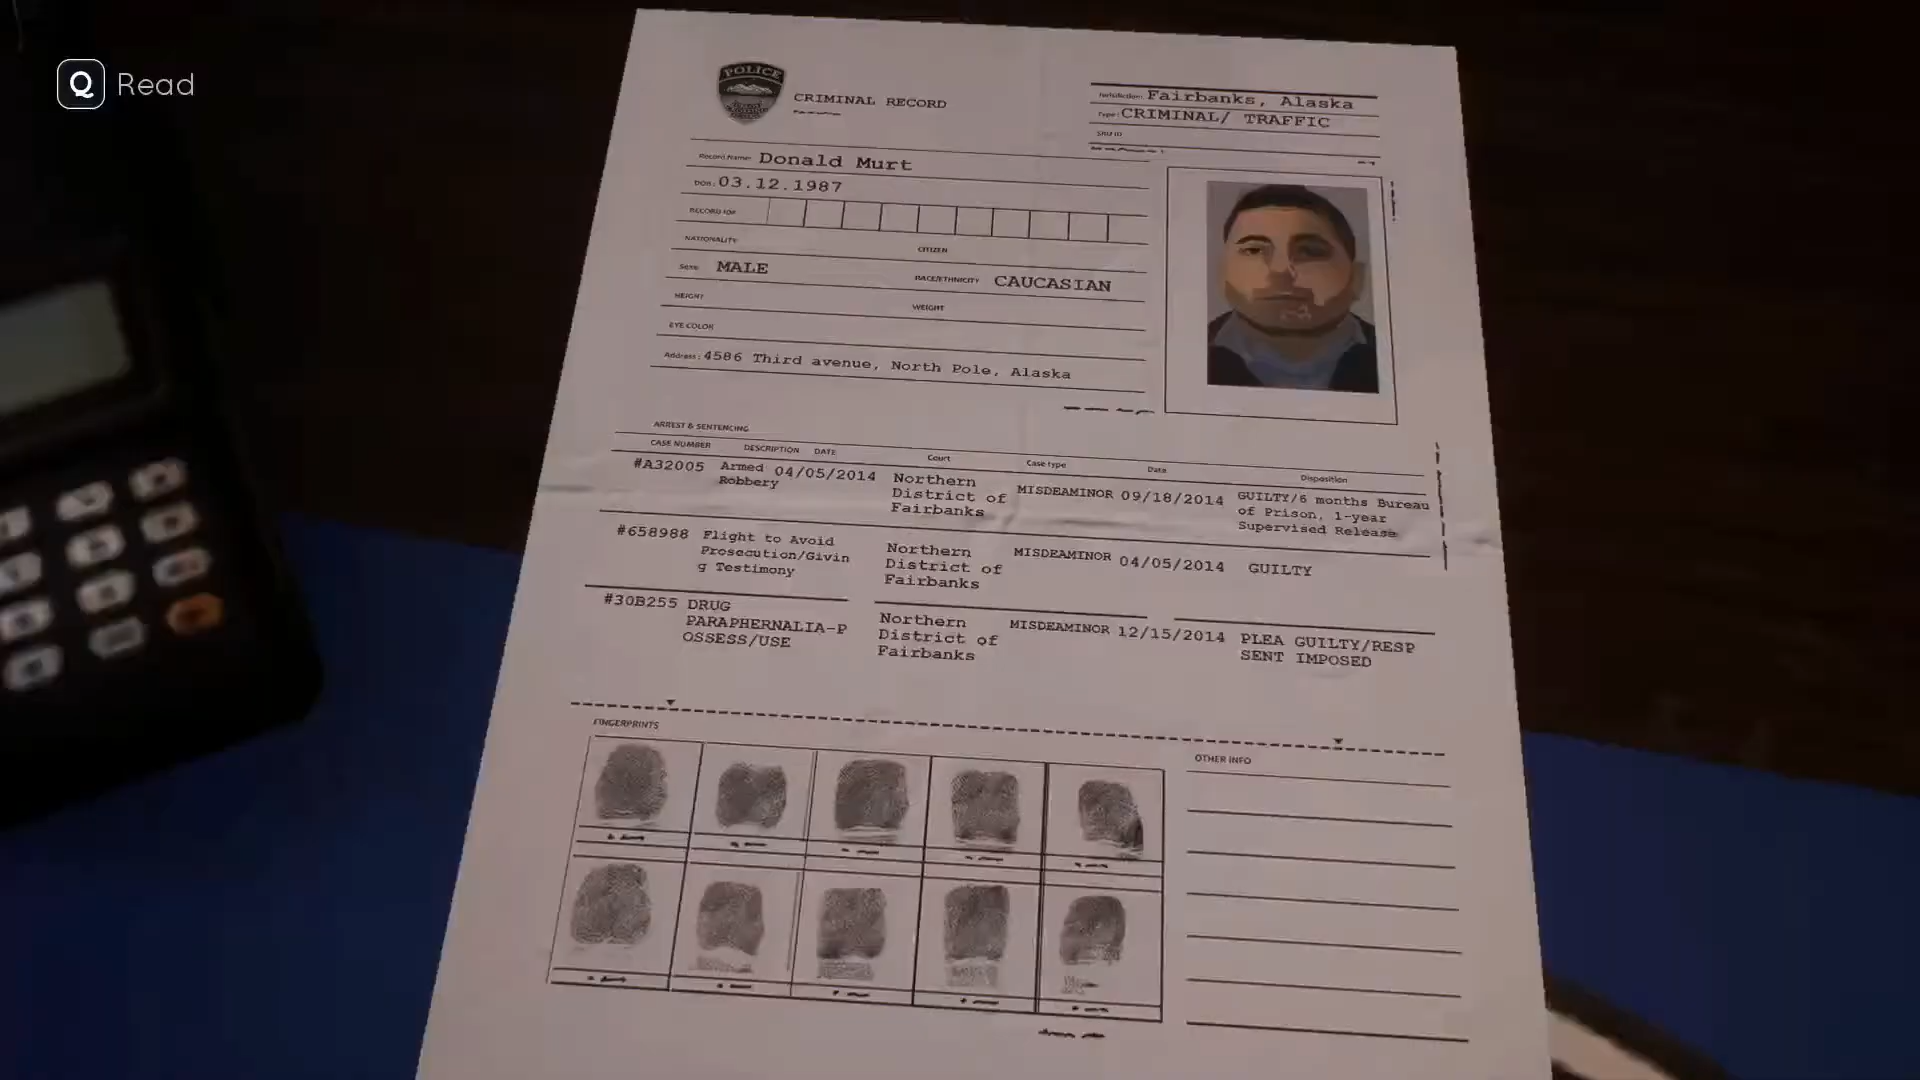 Q Read
POLICE
CRIMINAL RECORD
Jurisdiction: Fairbanks, Alaska
Type: CRIMINAL/ TRAFFIC
Record Name: Donald Murt
DOB: 03.12.1987
RECORD
NATIONALITY CITIZEN
Sex: MALE RACE/ETHNICITY CAUCASIAN
HEIGHT WEIGHT
EYE COLOR
Address: 4586 Third avenue, North Pole, Alaska
ARREST & SENTENCING
CASE NUMBER DESCRIPTION DATE Court Case type Date Disposition
#A32005 Armed 04/05/2014 Northern MISDEAMINOR 09/18/2014 GUILTY/6 months Bureau
Robbery District of of Prison, 1-year
Fairbanks Supervised Release
#658988 Flight to Avoid Northern MISDEAMINOR 04/05/2014 GUILTY
Prosecution/Givin District of
g Testimony Fairbanks
#30B255 DRUG Northern MISDEAMINOR 12/15/2014 PLEA GUILTY/RESP
PARAPHERNALIA-P District of SENT IMPOSED
OSSESS/USE Fairbanks
FINGERPRINTS
OTHER INFO